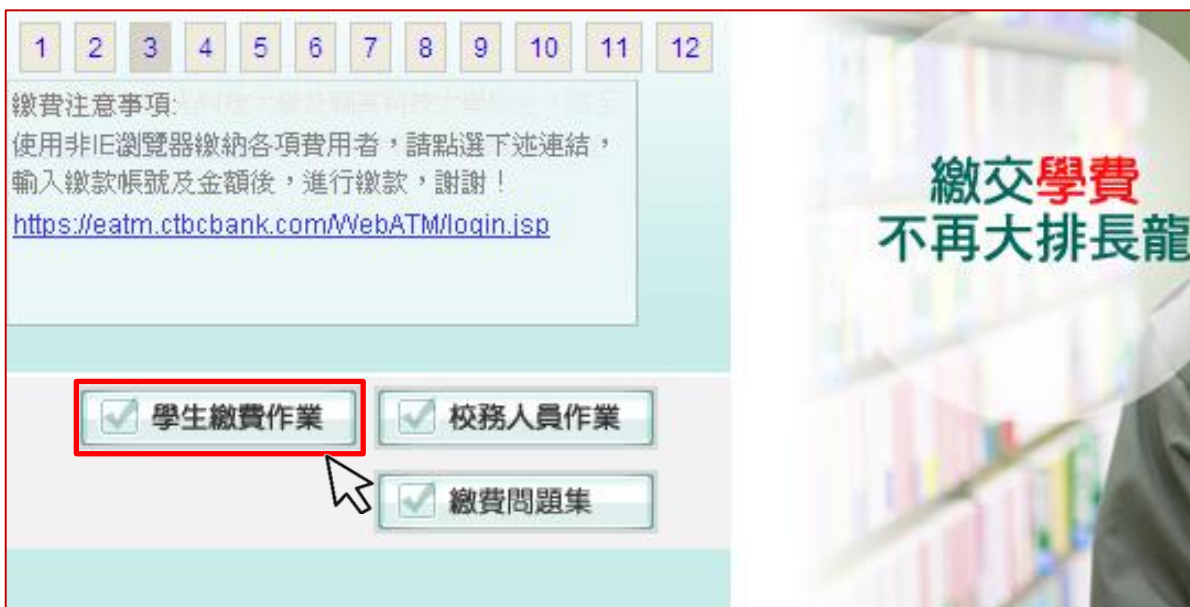 1 2 3 4 5 6 7 8 9 10 11 12
繳費注意事項:
使用非IE瀏覽器繳納各項費用者，請點選下述連結，
輸入繳款帳號及金額後，進行繳款，謝謝！
https://eatm.ctbcbank.com/WebATM/login.jsp
繳交學費
不再大排長龍
學生繳費作業
校務人員作業
繳費問題集